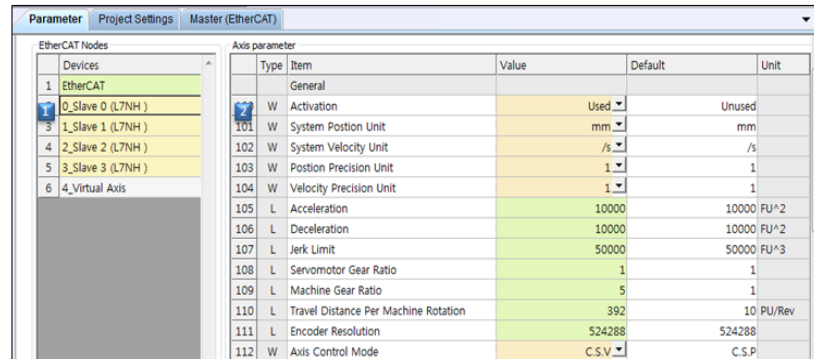 Parameter Project Settings Master (EtherCAT)
EtherCAT Nodes Axis parameter
Devices Type Item Value Default Unit
1 EtherCAT General
1 0_Slave 0 (L7NH ) 2 W Activation Used Unused
3 1_Slave 1 (L7NH ) 101 W System Postion Unit mm mm
4 2_Slave 2 (L7NH ) 102 W System Velocity Unit /s /s
5 3_Slave 3 (L7NH ) 103 W Postion Precision Unit 1 1
6 4_Virtual Axis 104 W Velocity Precision Unit 1 1
105 L Acceleration 10000 10000 FU^2
106 L Deceleration 10000 10000 FU^2
107 L Jerk Limit 50000 50000 FU^3
108 L Servomotor Gear Ratio 1 1
109 L Machine Gear Ratio 5 1
110 L Travel Distance Per Machine Rotation 392 10 PU/Rev
111 L Encoder Resolution 524288 524288
112 W Axis Control Mode C.S.V C.S.P